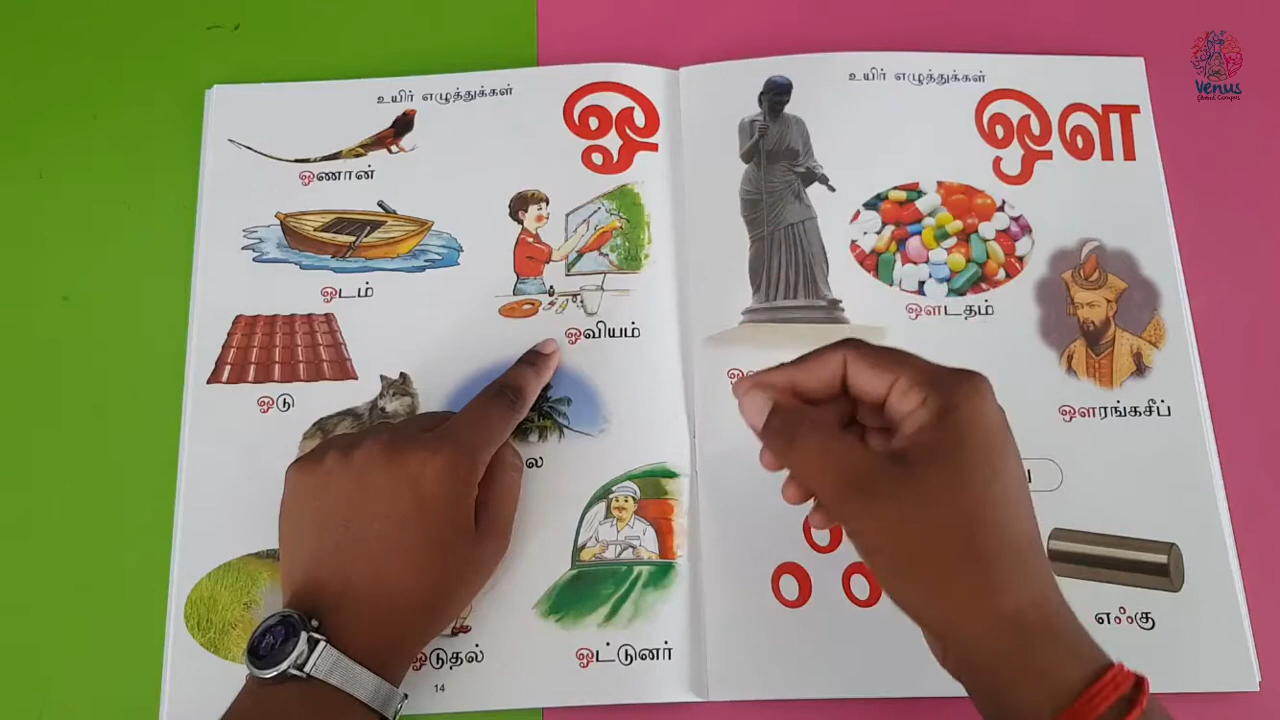 உயிர் எழுத்துக்கள்
ஓ
ஓணான்
ஓடம்
ஓவியம்
ஓடு
ஓடுதல்
ஓட்டுனர்
14
உயிர் எழுத்துக்கள்
ஔ
ஔடதம்
ஔரங்கசீப்
ஃ
எஃகு
Venus